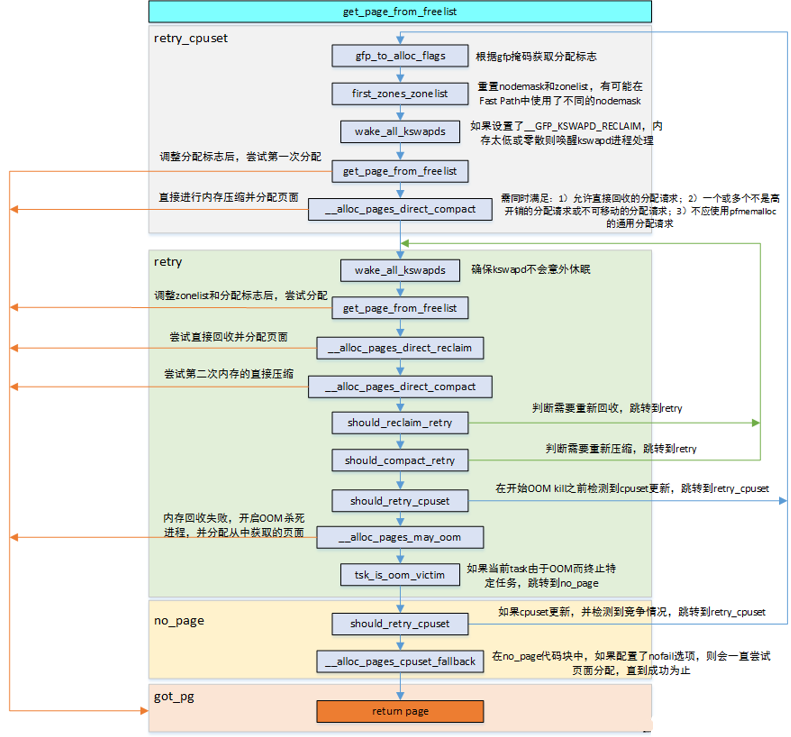 get_page_from_freelist
retry_cpuset
gfp_to_alloc_flags
根据gfp掩码获取分配标志
first_zones_zonelist
重置nodemask和zonelist，有可能在
Fast Path中使用了不同的nodemask
wake_all_kswapds
如果设置了__GFP_KSWAPD_RECLAIM，内
存太低或零散则唤醒kswapd进程处理
调整分配标志后，尝试第一次分配
get_page_from_freelist
直接进行内存压缩并分配页面
__alloc_pages_direct_compact
需同时满足：1）允许直接回收的分配请求；2）一个或多个不是高
开销的分配请求或不可移动的分配请求；3）不应使用pfmemalloc
的通用分配请求
retry
wake_all_kswapds
确保kswapd不会意外休眠
调整zonelist和分配标志后，尝试分配
get_page_from_freelist
尝试直接回收并分配页面
__alloc_pages_direct_reclaim
尝试第二次内存的直接压缩
__alloc_pages_direct_compact
should_reclaim_retry
判断需要重新回收，跳转到retry
should_compact_retry
判断需要重新压缩，跳转到retry
should_retry_cpuset
在开始OOM kill之前检测到cpuset更新，跳转到retry_cpuset
内存回收失败，开启OOM杀死
进程，并分配从中获取的页面
__alloc_pages_may_oom
tsk_is_oom_victim
如果当前task由于OOM而终止特
定任务，跳转到no_page
no_page
should_retry_cpuset
如果cpuset更新，并检测到竞争情况，跳转到retry_cpuset
__alloc_pages_cpuset_fallback
在no_page代码块中，如果配置了nofail选项，则会一直尝试
页面分配，直到成功为止
got_pg
return page